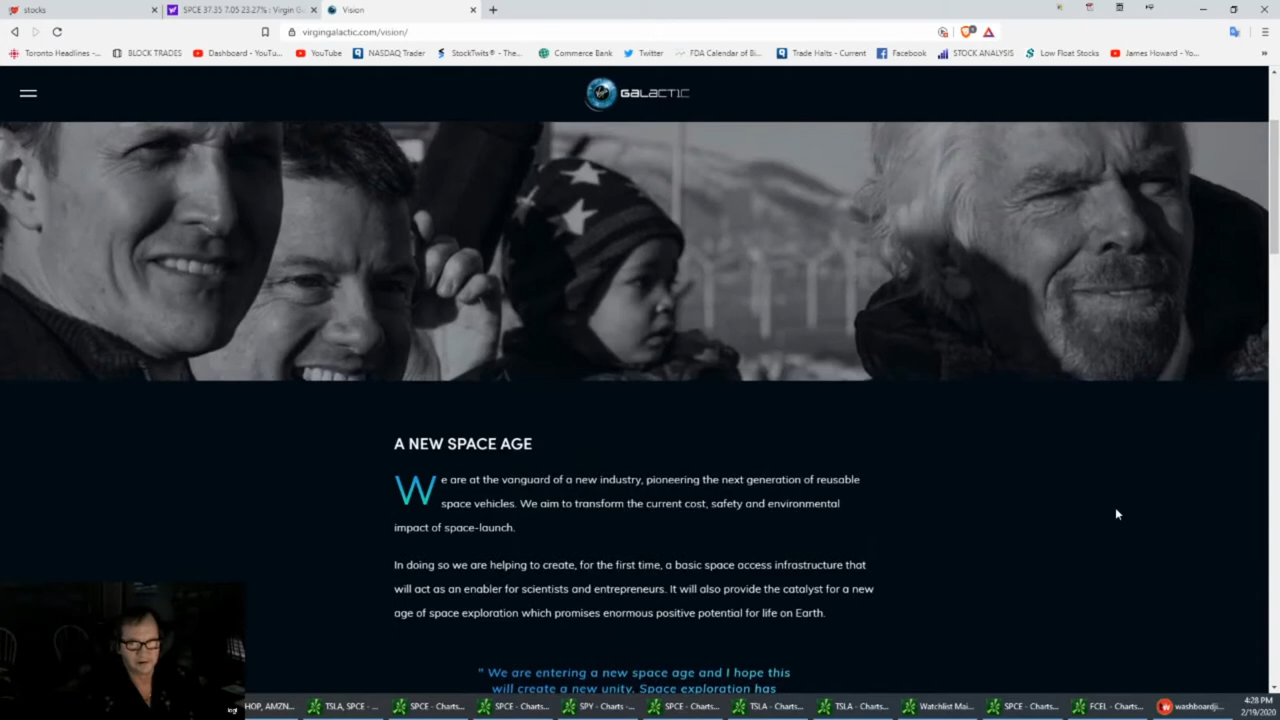 stocks
SPCE 37.35 7.05 23.27% : Virgin G
Vision
virgingalactic.com/vision/
Toronto Headlines -...
BLOCK TRADES
Dashboard - YouTu...
YouTube
NASDAQ Trader
StockTwits® - The...
Commerce Bank
Twitter
FDA Calendar of Bi...
Trade Halts - Current
Facebook
STOCK ANALYSIS
Low Float Stocks
James Howard - Yo...
GALACTIC
A NEW SPACE AGE
We are at the vanguard of a new industry, pioneering the next generation of reusable
space vehicles. We aim to transform the current cost, safety and environmental
impact of space-launch.
In doing so we are helping to create, for the first time, a basic space access infrastructure that
will act as an enabler for scientists and entrepreneurs. It will also provide the catalyst for a new
age of space exploration which promises enormous positive potential for life on Earth.
" We are entering a new space age and I hope this
will create a new unity. Space exploration has
HOP, AMZN...
TSLA, SPCE - ...
SPCE - Charts...
SPCE - Charts...
SPY - Charts -...
SPCE - Charts...
TSLA - Charts...
TSLA - Charts...
Watchlist Mai...
SPCE - Charts...
FCEL - Charts...
washboardji...
4:28 PM
2/19/2020